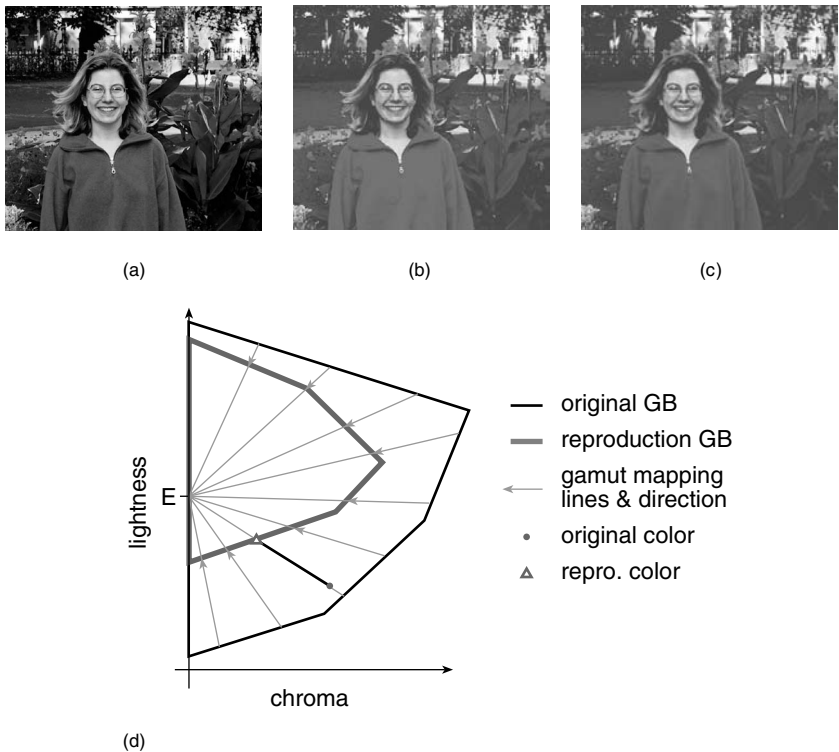 (a)
(b)
(c)
lightness
E
chroma
original GB
reproduction GB
gamut mapping
lines & direction
original color
repro. color
(d)